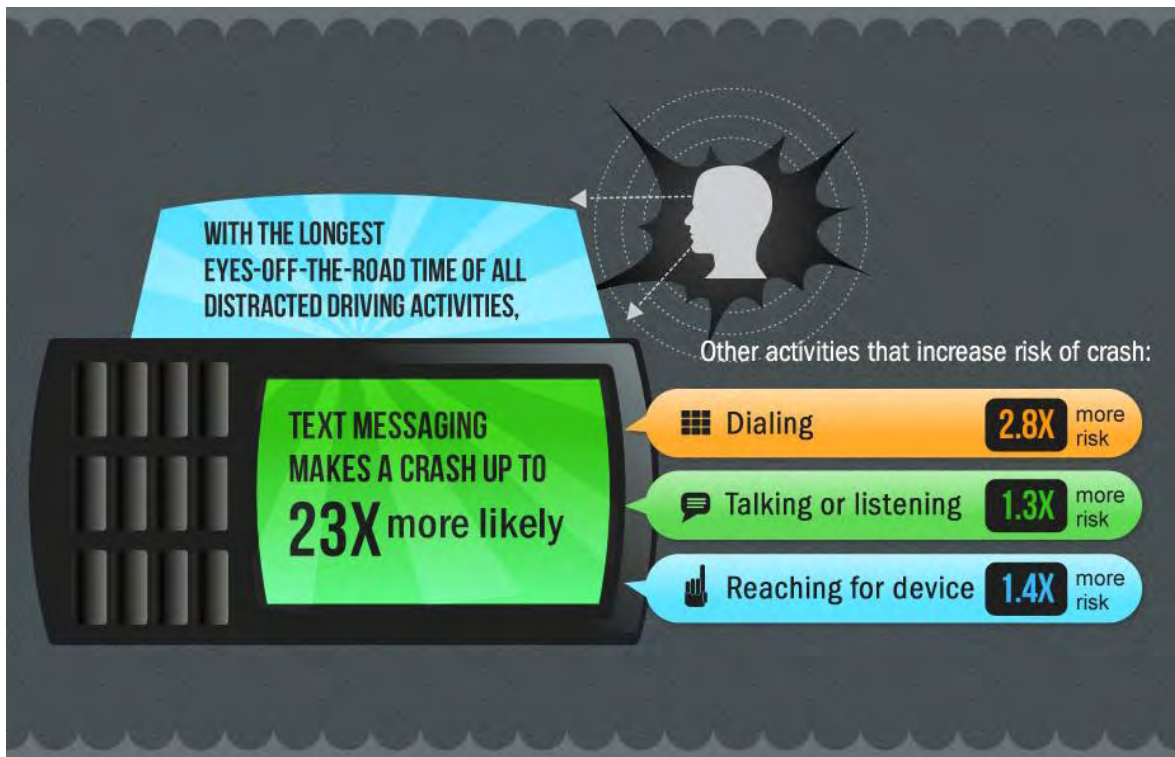 WITH THE LONGEST
EYES-OFF-THE-ROAD TIME OF ALL
DISTRACTED DRIVING ACTIVITIES,
TEXT MESSAGING
MAKES A CRASH UP TO
23X more likely
Other activities that increase risk of crash:
Dialing 2.8X more risk
Talking or listening 1.3X more risk
Reaching for device 1.4X more risk